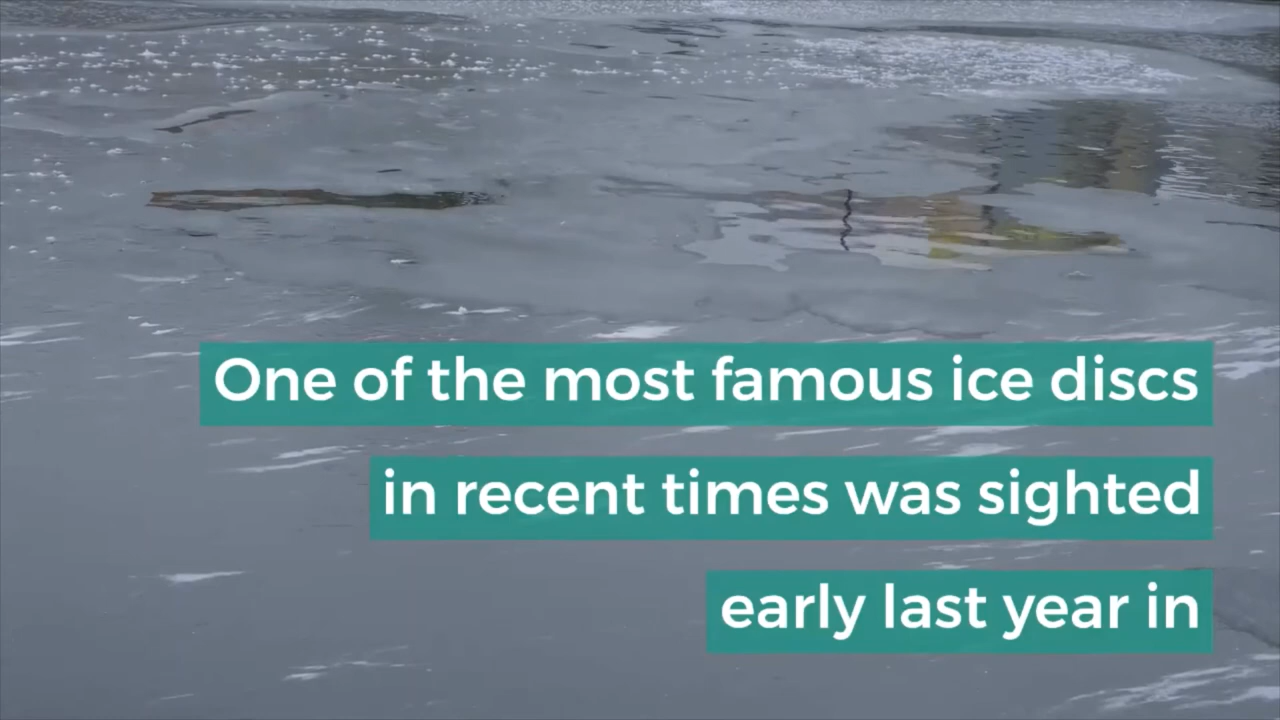 One of the most famous ice discs
in recent times was sighted
early last year in